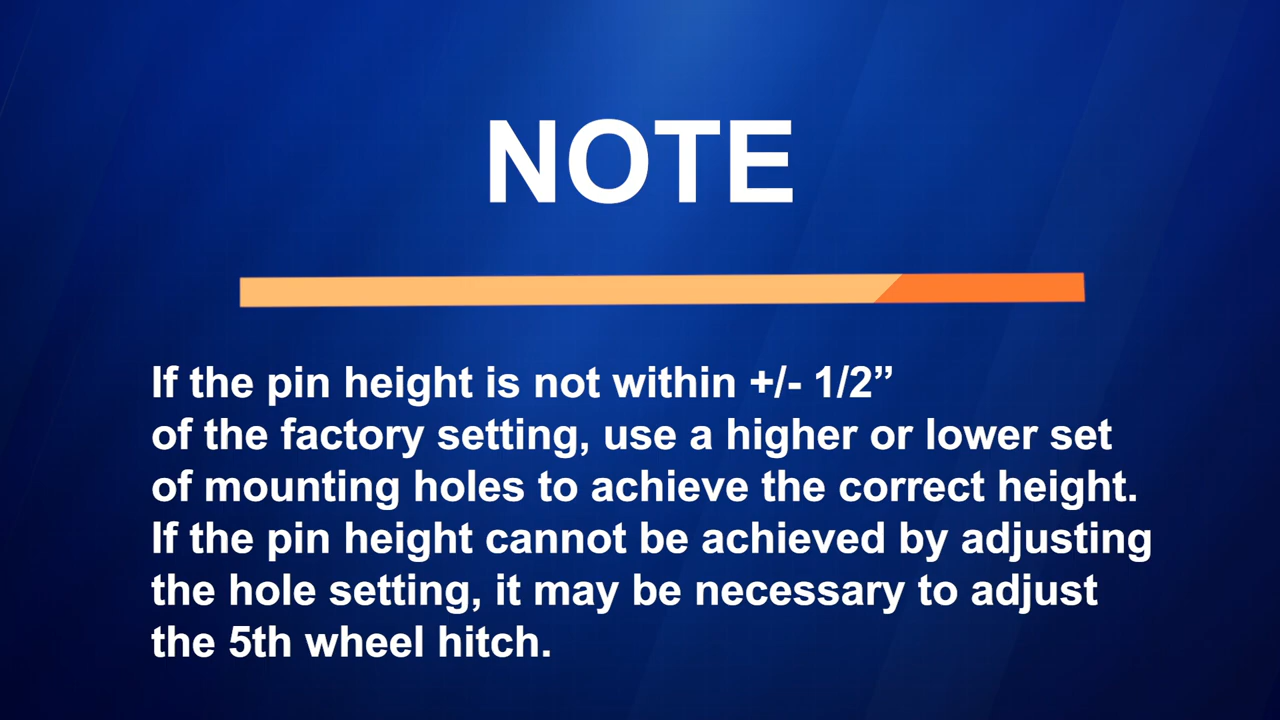 NOTE
If the pin height is not within +/- 1/2”
of the factory setting, use a higher or lower set
of mounting holes to achieve the correct height.
If the pin height cannot be achieved by adjusting
the hole setting, it may be necessary to adjust
the 5th wheel hitch.